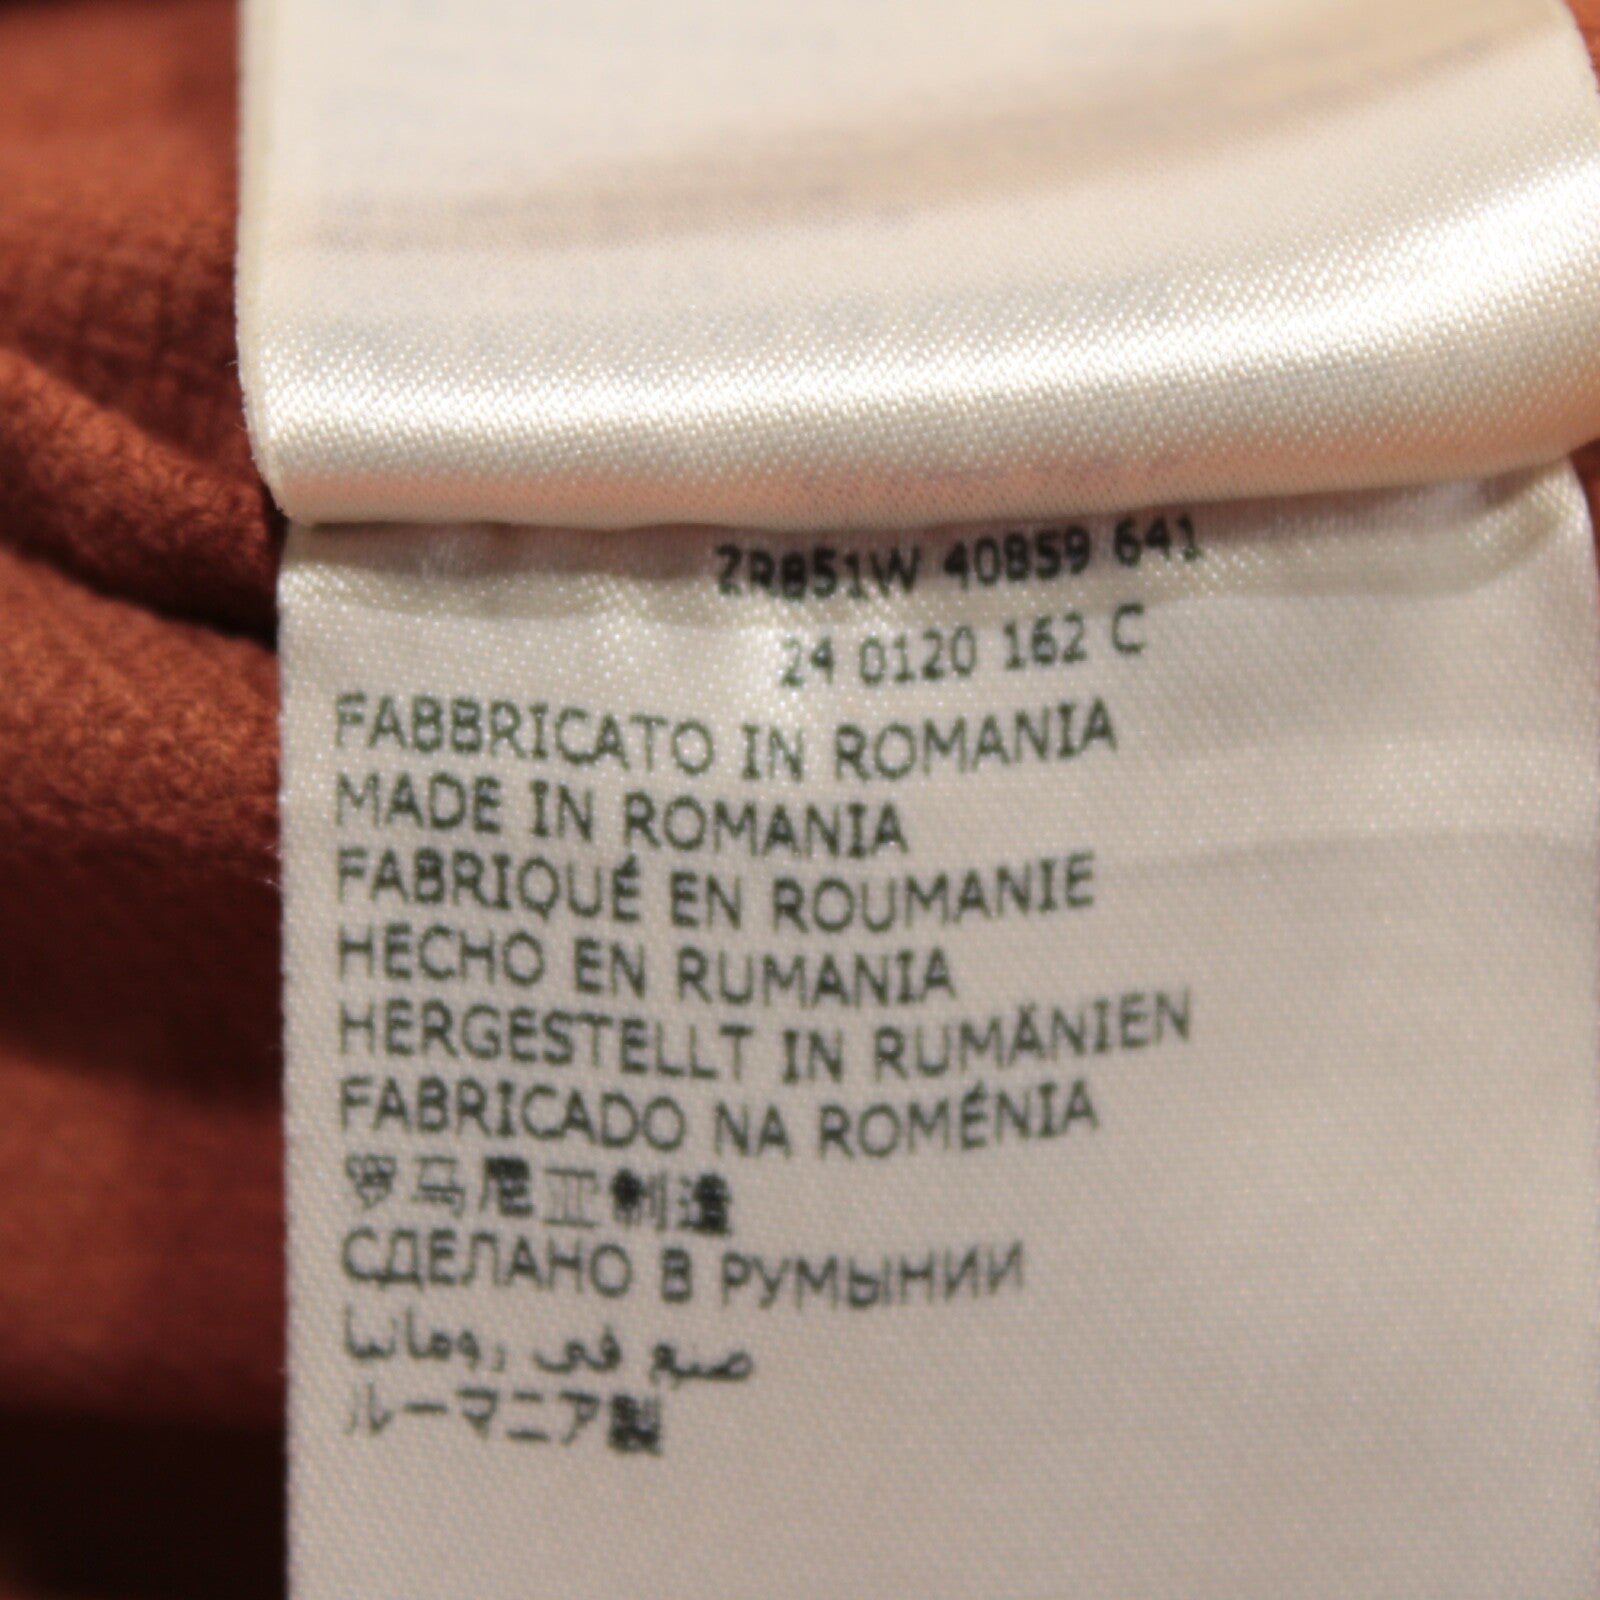 ZR851W 40859 641
24 0120 162 C
FABBRICATO IN ROMANIA
MADE IN ROMANIA
FABRIQUÉ EN ROUMANIE
HECHO EN RUMANIA
HERGESTELLT IN RUMÄNIEN
FABRICADO NA ROMÉNIA
罗马尼亚制造
СДЕЛАНО В РУМЫНИИ
صنع في رومانيا
ルーマニア製